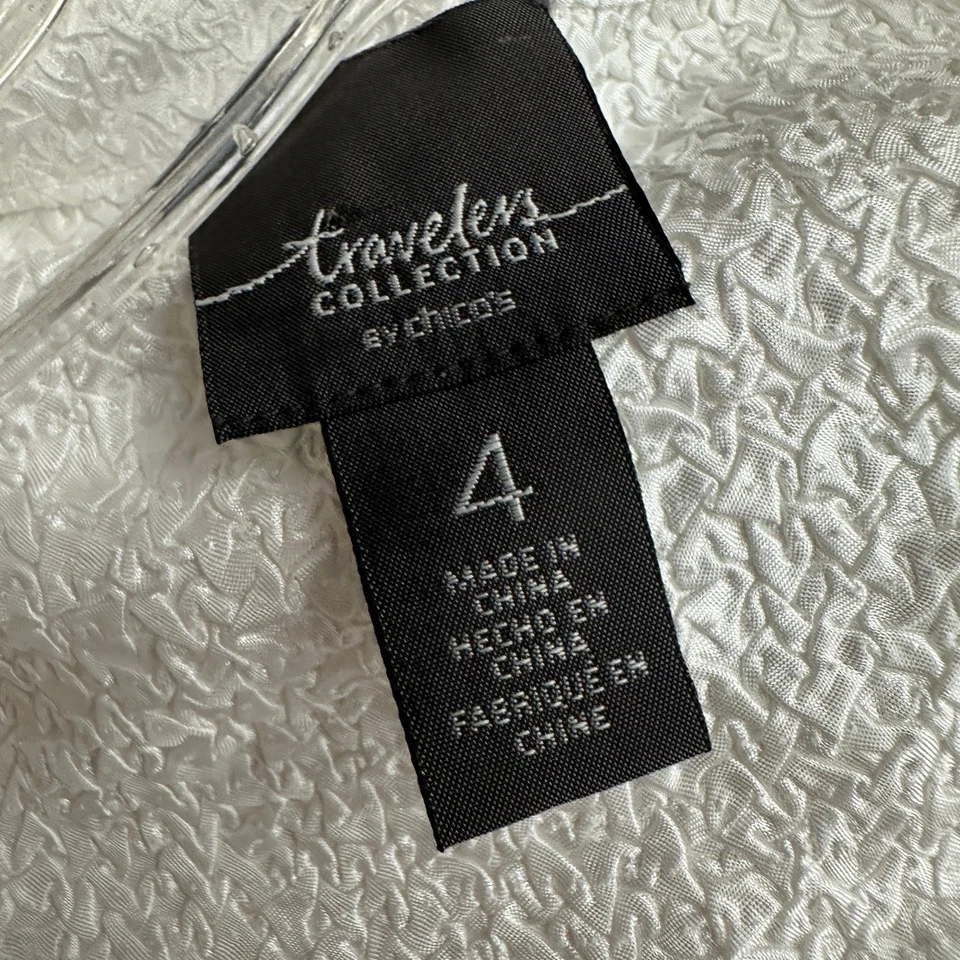 travelers
COLLECTION
BY chico's
4
MADE IN
CHINA
HECHO EN
CHINA
FABRIQUE EN
CHINE